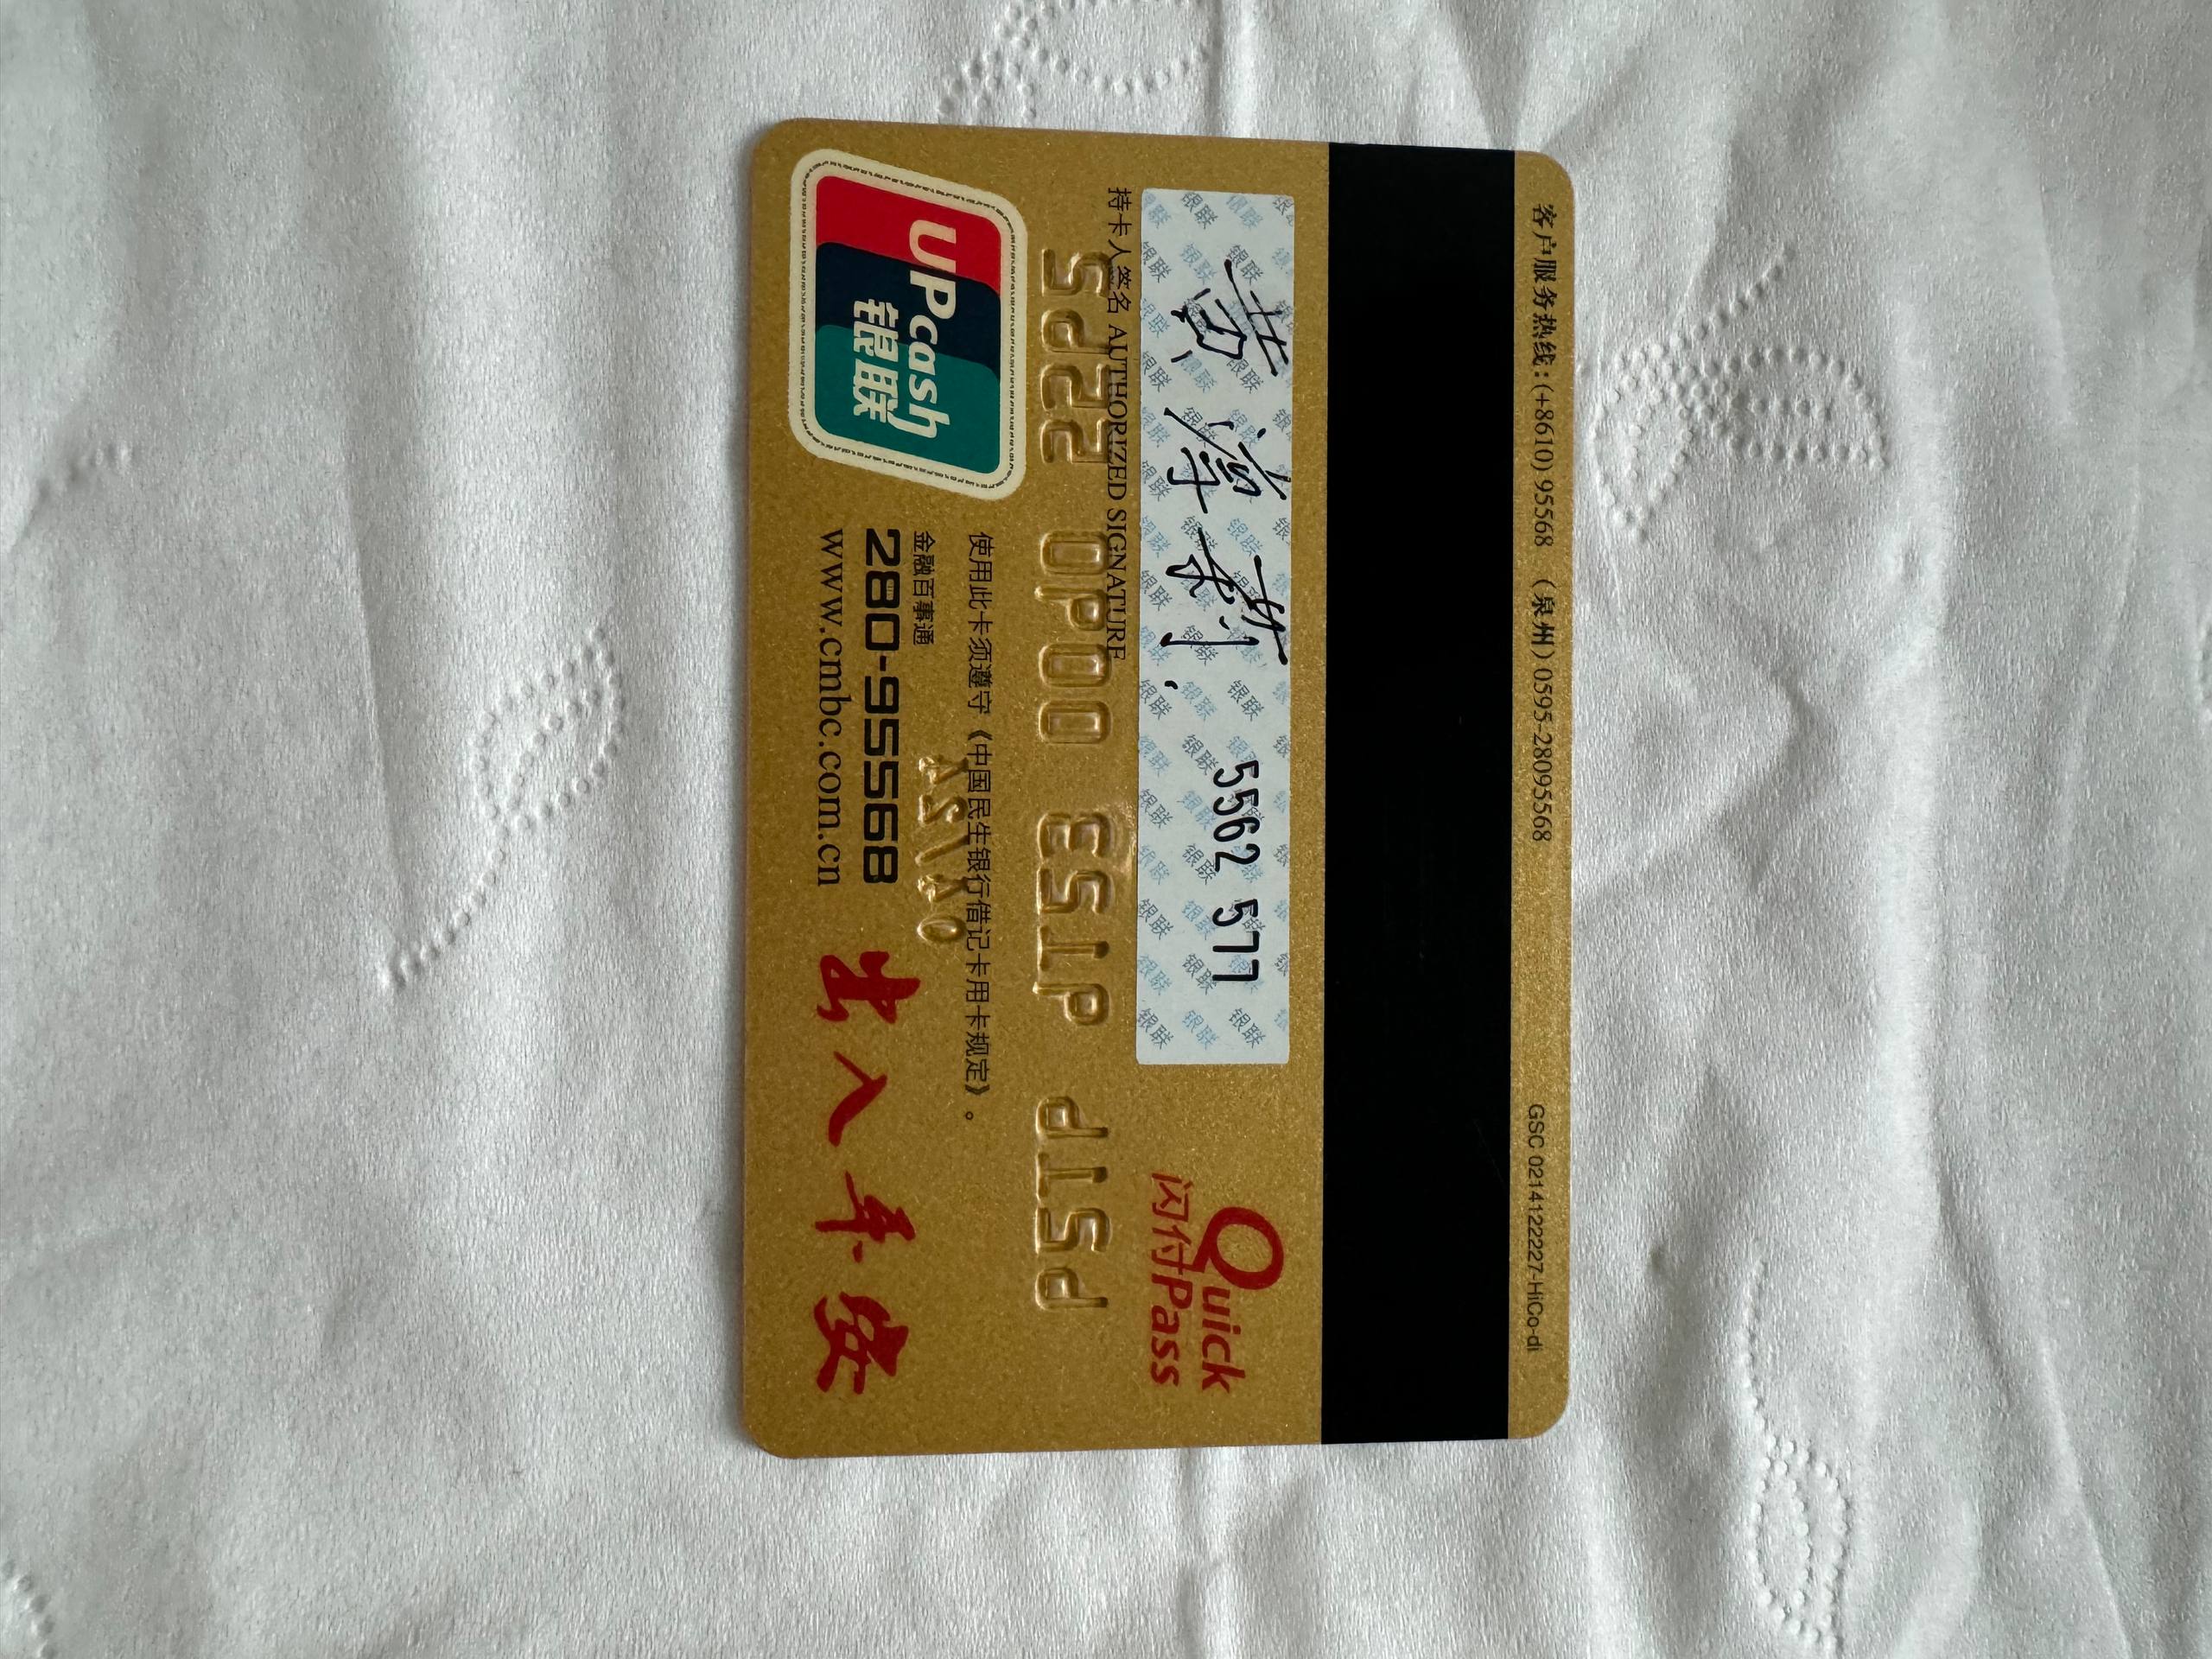 客户服务热线:(+8610) 95568 （泉州) 0595-28095568
GSC 0214122227-HiCo-di
5562 577
Quick
闪付Pass
持卡人签名 AUTHORIZED SIGNATURE
使用此卡须遵守《中国民生银行借记卡用卡规定》。
金融百事通
280-95568
www.cmbc.com.cn
UPcash
银联
出入平安